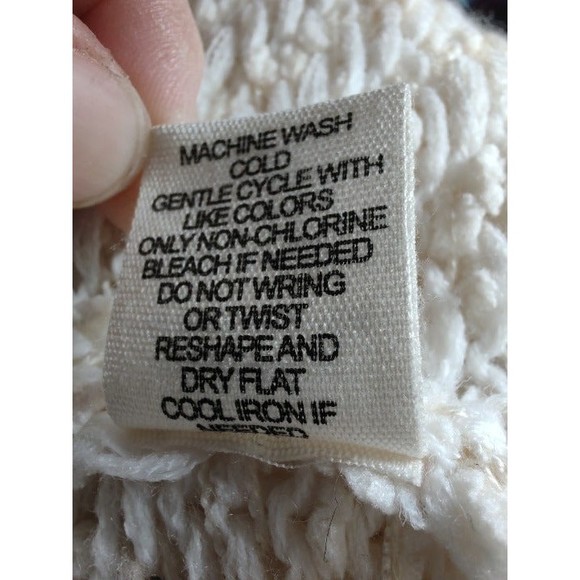 MACHINE WASH
COLD
GENTLE CYCLE WITH
LIKE COLORS
ONLY NON-CHLORINE
BLEACH IF NEEDED
DO NOT WRING
OR TWIST
RESHAPE AND
DRY FLAT
COOL IRON IF
NEEDED